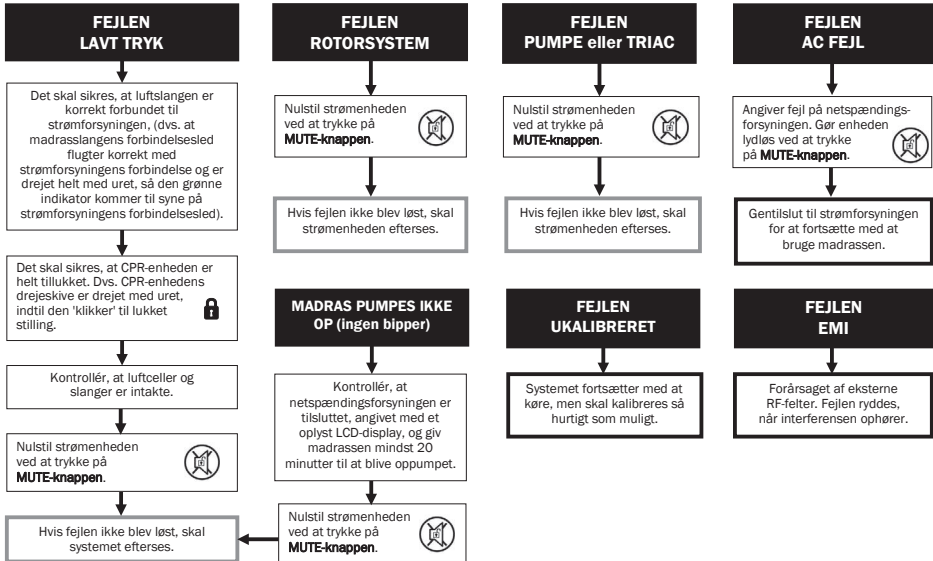 FEJLEN
LAVT TRYK
Det skal sikres, at luftslangen er
korrekt forbundet til
strømforsyningen, (dvs. at
madrasslangens forbindelsesled
flugter korrekt med
strømforsyningens forbindelse og er
drejet helt med uret, så den grønne
indikator kommer til syne på
strømforsyningens forbindelsesled).
Det skal sikres, at CPR-enheden er
helt tillukket. Dvs. CPR-enhedens
drejeskive er drejet med uret,
indtil den 'klikker' til lukket
stilling.
Kontrollér, at luftceller og
slanger er intakte.
Nulstil strømenheden
ved at trykke på
MUTE-knappen.
Hvis fejlen ikke blev løst, skal
systemet efterses.
FEJLEN
ROTORSYSTEM
Nulstil strømenheden
ved at trykke på
MUTE-knappen.
Hvis fejlen ikke blev løst, skal
strømenheden efterses.
MADRAS PUMPES IKKE
OP (ingen bipper)
Kontrollér, at
netspændingsforsyningen er
tilsluttet, angivet med et
oplyst LCD-display, og giv
madrassen mindst 20
minutter til at blive oppumpet.
Nulstil strømenheden
ved at trykke på
MUTE-knappen.
FEJLEN
PUMPE eller TRIAC
Nulstil strømenheden
ved at trykke på
MUTE-knappen.
Hvis fejlen ikke blev løst, skal
strømenheden efterses.
FEJLEN
UKALIBRERET
Systemet fortsætter med at
køre, men skal kalibreres så
hurtigt som muligt.
FEJLEN
AC FEJL
Angiver fejl på netspændings-
forsyningen. Gør enheden
lydløs ved at trykke
på MUTE-knappen.
Gentilslut til strømforsyningen
for at fortsætte med at
bruge madrassen.
FEJLEN
EMI
Forårsaget af eksterne
RF-felter. Fejlen ryddes,
når interferensen ophører.